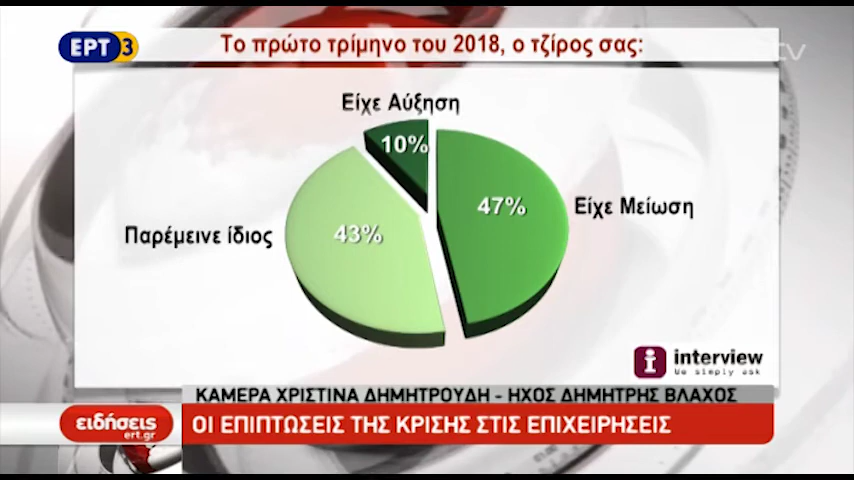 ΕΡΤ3
Το πρώτο τρίμηνο του 2018, ο τζίρος σας:
tv
Είχε Αύξηση
10%
47%
Είχε Μείωση
Παρέμεινε ίδιος
43%
interview
We simply ask
ΚΑΜΕΡΑ ΧΡΙΣΤΙΝΑ ΔΗΜΗΤΡΟΥΔΗ - ΗΧΟΣ ΔΗΜΗΤΡΗΣ ΒΛΑΧΟΣ
ειδήσεις
ert.gr
ΟΙ ΕΠΙΠΤΩΣΕΙΣ ΤΗΣ ΚΡΙΣΗΣ ΣΤΙΣ ΕΠΙΧΕΙΡΗΣΕΙΣ